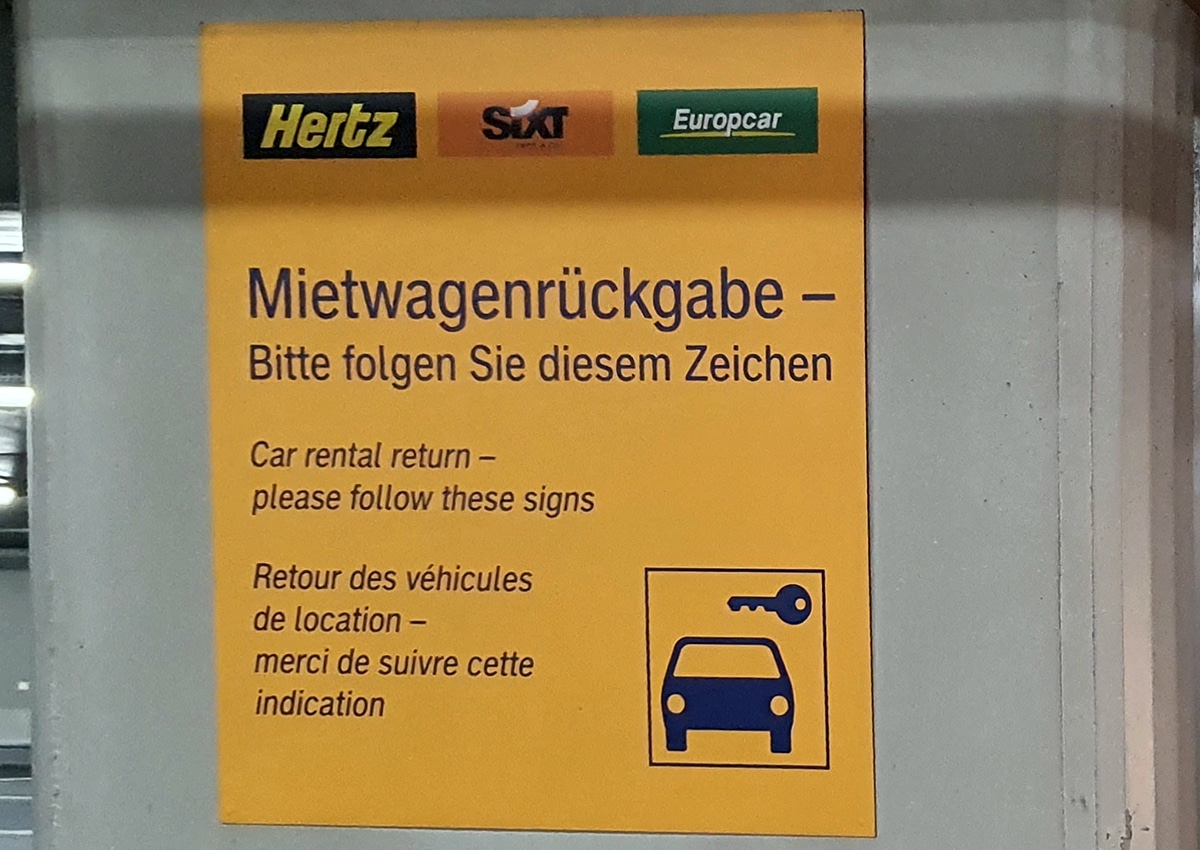 Hertz SIXT Europcar
Mietwagenrückgabe –
Bitte folgen Sie diesem Zeichen
Car rental return –
please follow these signs
Retour des véhicules
de location –
merci de suivre cette
indication